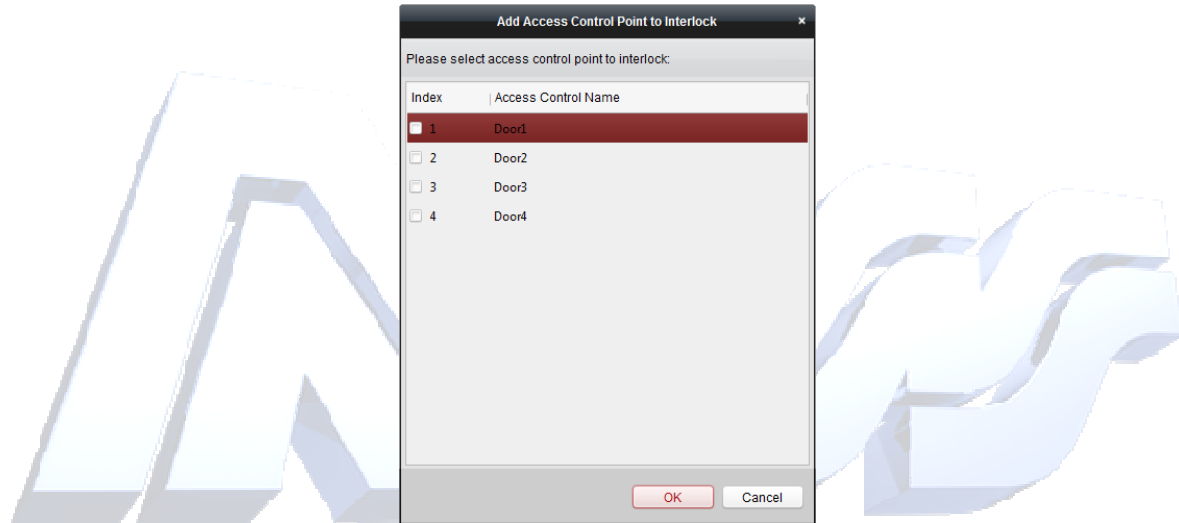 Add Access Control Point to Interlock ×
Please select access control point to interlock:
Index Access Control Name
1 Door1
2 Door2
3 Door3
4 Door4
OK Cancel